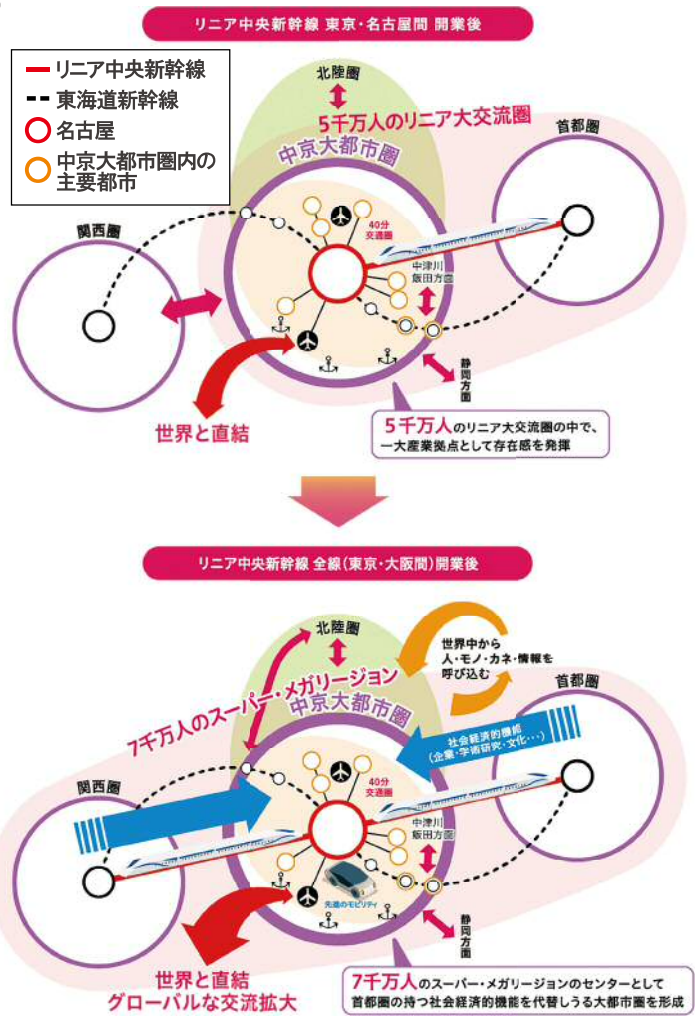 リニア中央新幹線 東京・名古屋間 開業後
リニア中央新幹線
東海道新幹線
名古屋
中京大都市圏内の
主要都市
北陸圏
5千万人のリニア大交流圏
中京大都市圏
首都圏
関西圏
40分
交通圏
中津川
飯田方面
静岡方面
世界と直結
5千万人のリニア大交流圏の中で、
一大産業拠点として存在感を発揮
リニア中央新幹線 全線(東京・大阪間)開業後
北陸圏
世界中から
人・モノ・カネ・情報を
呼び込む
7千万人のスーパー・メガリージョン
中京大都市圏
首都圏
社会経済的機能
(企業・学術研究・文化・・・)
関西圏
40分
交通圏
中津川
飯田方面
先進のモビリティ
静岡方面
世界と直結
グローバルな交流拡大
7千万人のスーパー・メガリージョンのセンターとして
首都圏の持つ社会経済的機能を代替しうる大都市圏を形成